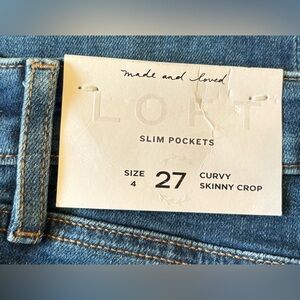 made and loved
LOFT
SLIM POCKETS
SIZE 4 27 CURVY
SKINNY CROP